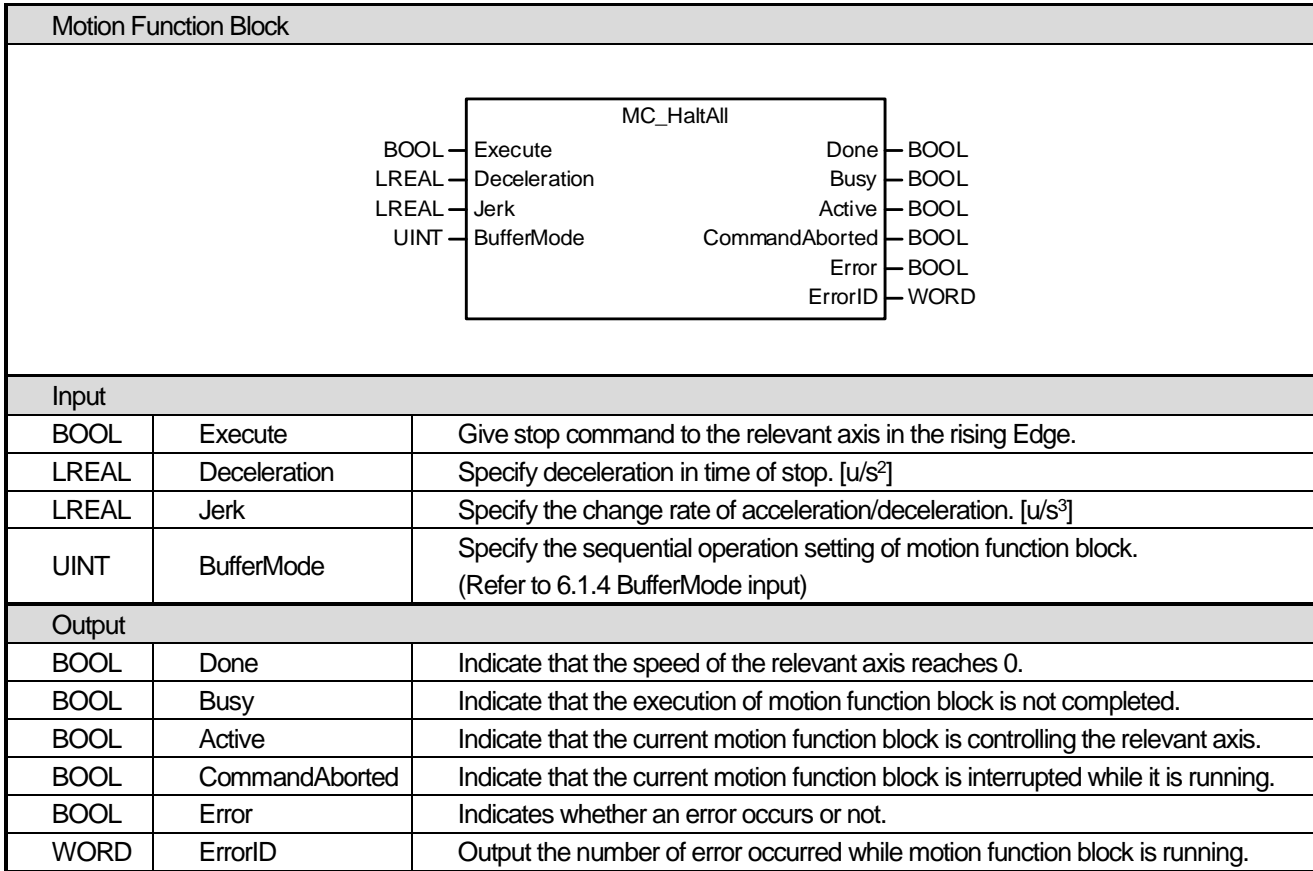 Motion Function Block
MC_HaltAll
BOOL Execute Done BOOL
LREAL Deceleration Busy BOOL
LREAL Jerk Active BOOL
UINT BufferMode CommandAborted BOOL
Error BOOL
ErrorID WORD
Input
BOOL Execute Give stop command to the relevant axis in the rising Edge.
LREAL Deceleration Specify deceleration in time of stop. [u/s²]
LREAL Jerk Specify the change rate of acceleration/deceleration. [u/s³]
UINT BufferMode Specify the sequential operation setting of motion function block.
(Refer to 6.1.4 BufferMode input)
Output
BOOL Done Indicate that the speed of the relevant axis reaches 0.
BOOL Busy Indicate that the execution of motion function block is not completed.
BOOL Active Indicate that the current motion function block is controlling the relevant axis.
BOOL CommandAborted Indicate that the current motion function block is interrupted while it is running.
BOOL Error Indicates whether an error occurs or not.
WORD ErrorID Output the number of error occurred while motion function block is running.